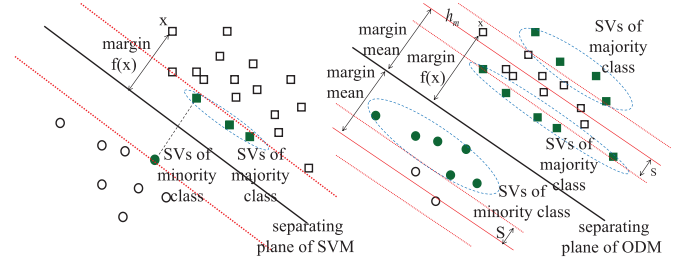 x
margin
f(x)
SVs of
minority
class
SVs of
majority
class
separating
plane of SVM
margin
mean
h_m
x
margin
f(x)
margin
mean
SVs of
majority
class
SVs of
majority
class
s
SVs of
minority class
S
separating
plane of ODM